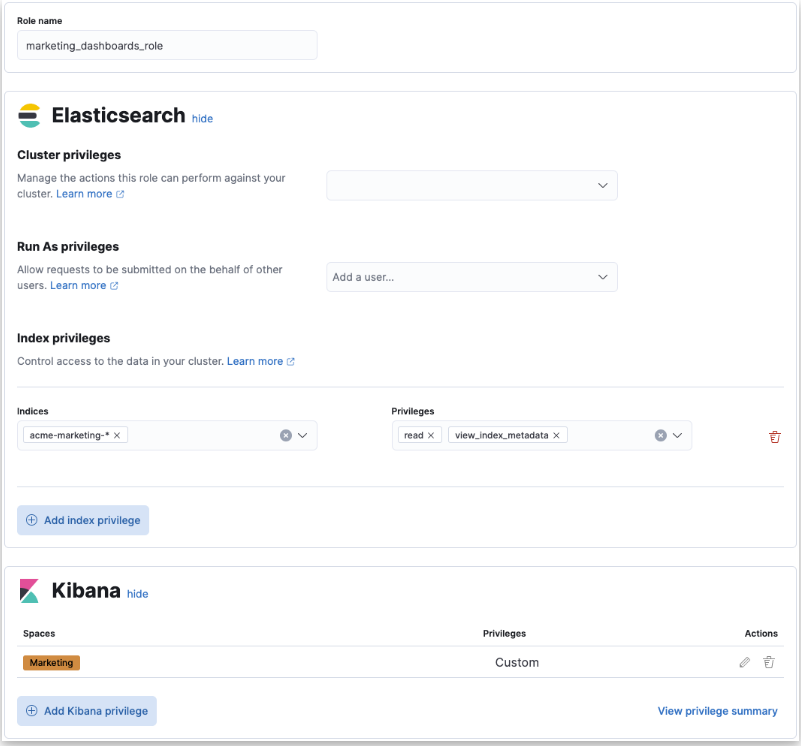 Role name
marketing_dashboards_role
Elasticsearch hide
Cluster privileges
Manage the actions this role can perform against your
cluster. Learn more
Run As privileges
Allow requests to be submitted on the behalf of other
users. Learn more
Add a user...
Index privileges
Control access to the data in your cluster. Learn more
Indices Privileges
acme-marketing-* read view_index_metadata
Add index privilege
Kibana hide
Spaces Privileges Actions
Marketing Custom
Add Kibana privilege View privilege summary